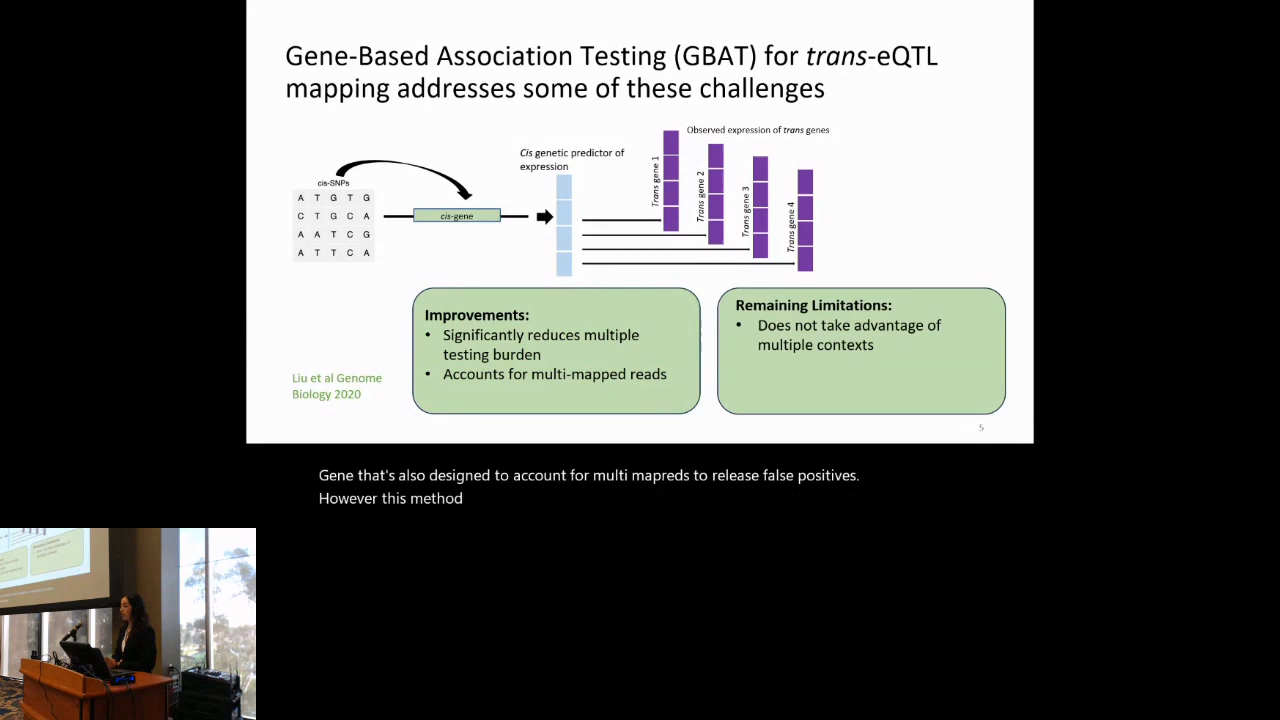 Gene-Based Association Testing (GBAT) for trans-eQTL
mapping addresses some of these challenges
Observed expression of trans genes
Cis genetic predictor of
expression
cis-SNPs
A T G T G
C T G C A
A A T C G
A T T C A
cis-gene
Trans gene 1
Trans gene 2
Trans gene 3
Trans gene 4
Improvements:
• Significantly reduces multiple
testing burden
• Accounts for multi-mapped reads
Remaining Limitations:
• Does not take advantage of
multiple contexts
Liu et al Genome
Biology 2020
5
Gene that's also designed to account for multi mapreds to release false positives.
However this method